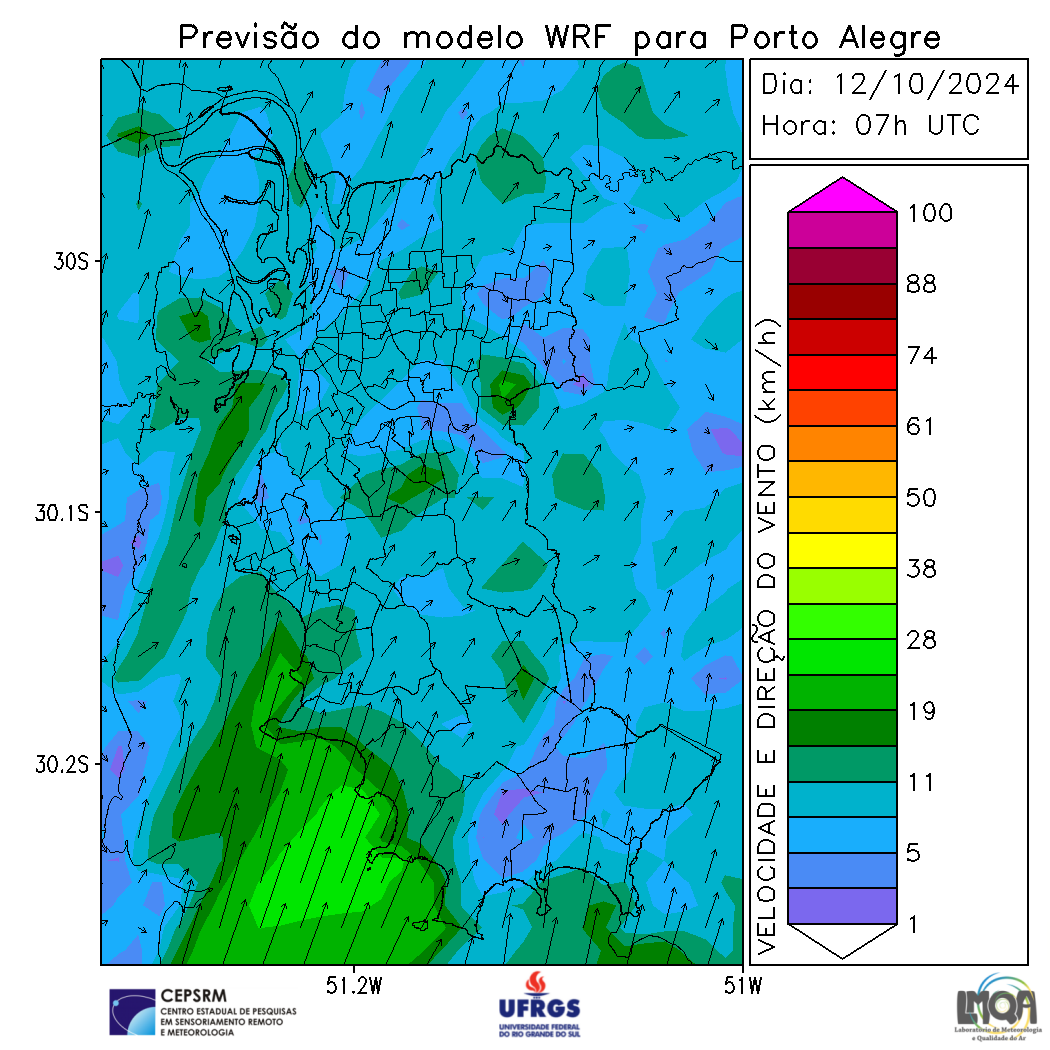 Previsão do modelo WRF para Porto Alegre
Dia: 12/10/2024
Hora: 07h UTC
30S
30.1S
30.2S
51.2W
51W
VELOCIDADE E DIREÇÃO DO VENTO (km/h)
100
88
74
61
50
38
28
19
11
5
1
CEPSRM
CENTRO ESTADUAL DE PESQUISAS
EM SENSORIAMENTO REMOTO
E METEOROLOGIA
UFRGS
UNIVERSIDADE FEDERAL
DO RIO GRANDE DO SUL
LMQA
Laboratório de Meteorologia
e Qualidade do Ar